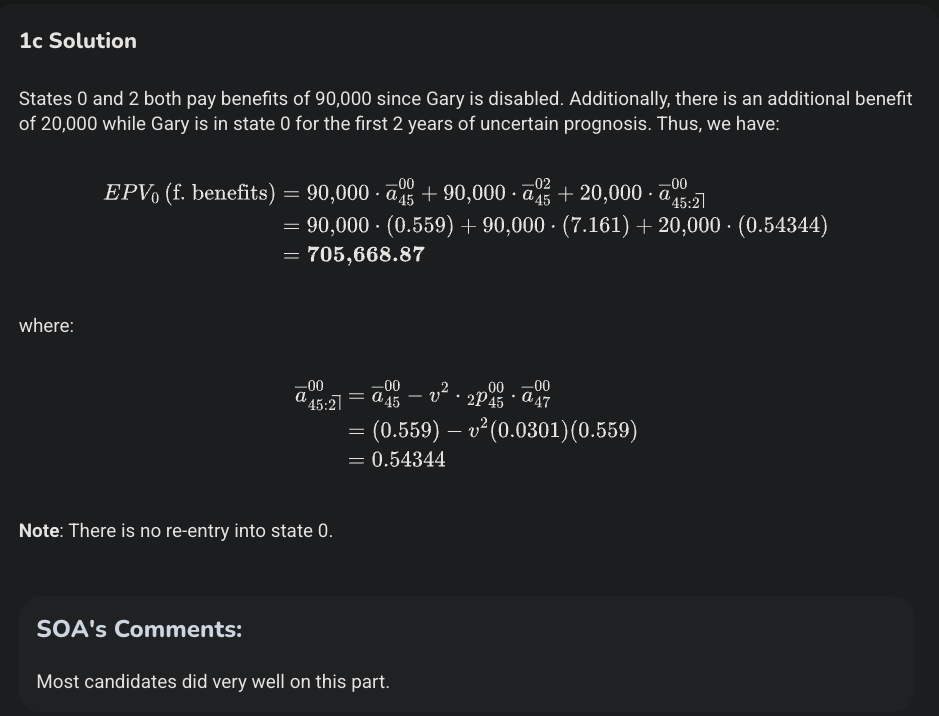 1c Solution
States 0 and 2 both pay benefits of 90,000 since Gary is disabled. Additionally, there is an additional benefit
of 20,000 while Gary is in state 0 for the first 2 years of uncertain prognosis. Thus, we have:
$EPV_0 \text{ (f. benefits)} = 90{,}000 \cdot \overline{a}_{45}^{00} + 90{,}000 \cdot \overline{a}_{45}^{02} + 20{,}000 \cdot \overline{a}_{45:\overline{2}|}^{00}$
$= 90{,}000 \cdot (0.559) + 90{,}000 \cdot (7.161) + 20{,}000 \cdot (0.54344)$
$= \mathbf{705{,}668.87}$
where:
$\overline{a}_{45:\overline{2}|}^{00} = \overline{a}_{45}^{00} - v^2 \cdot {}_2p_{45}^{00} \cdot \overline{a}_{47}^{00}$
$= (0.559) - v^2(0.0301)(0.559)$
$= 0.54344$
Note: There is no re-entry into state 0.
SOA's Comments:
Most candidates did very well on this part.